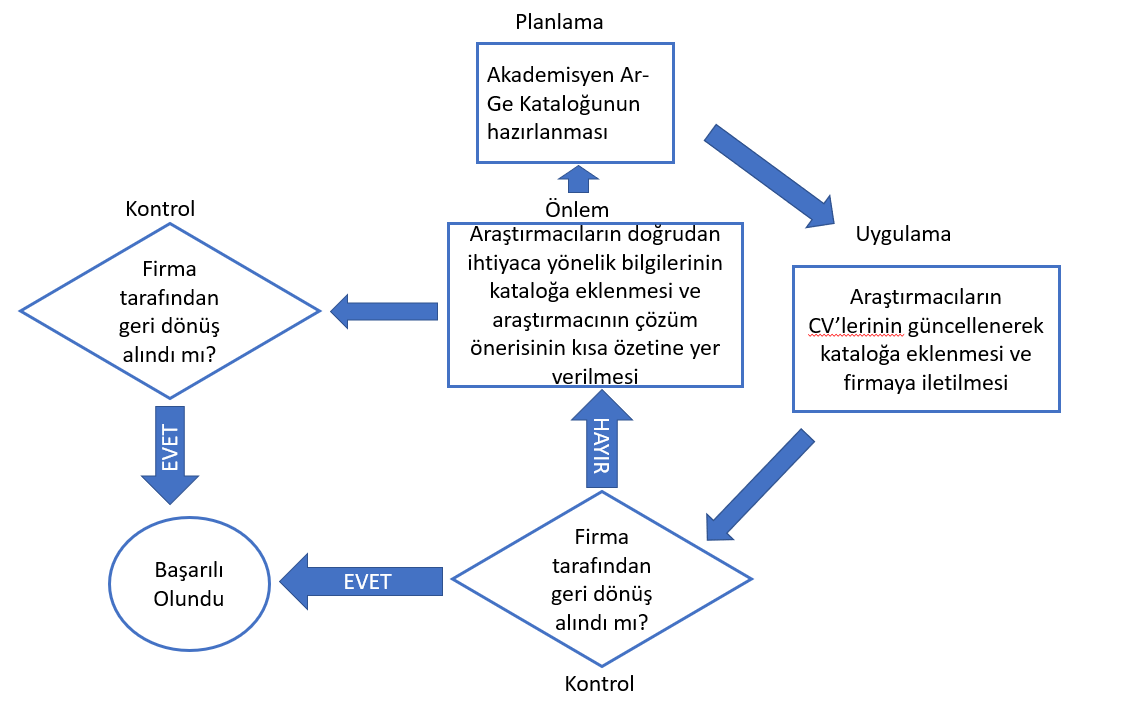 Planlama
Akademisyen Ar-
Ge Kataloğunun
hazırlanması
Uygulama
Araştırmacıların
CV'lerinin güncellenerek
kataloğa eklenmesi ve
firmaya iletilmesi
Önlem
Araştırmacıların doğrudan
ihtiyaca yönelik bilgilerinin
kataloğa eklenmesi ve
araştırmacının çözüm
önerisinin kısa özetine yer
verilmesi
Kontrol
Firma
tarafından
geri dönüş
alındı mı?
EVET
HAYIR
Firma
tarafından
geri dönüş
alındı mı?
Kontrol
EVET
Başarılı
Olundu